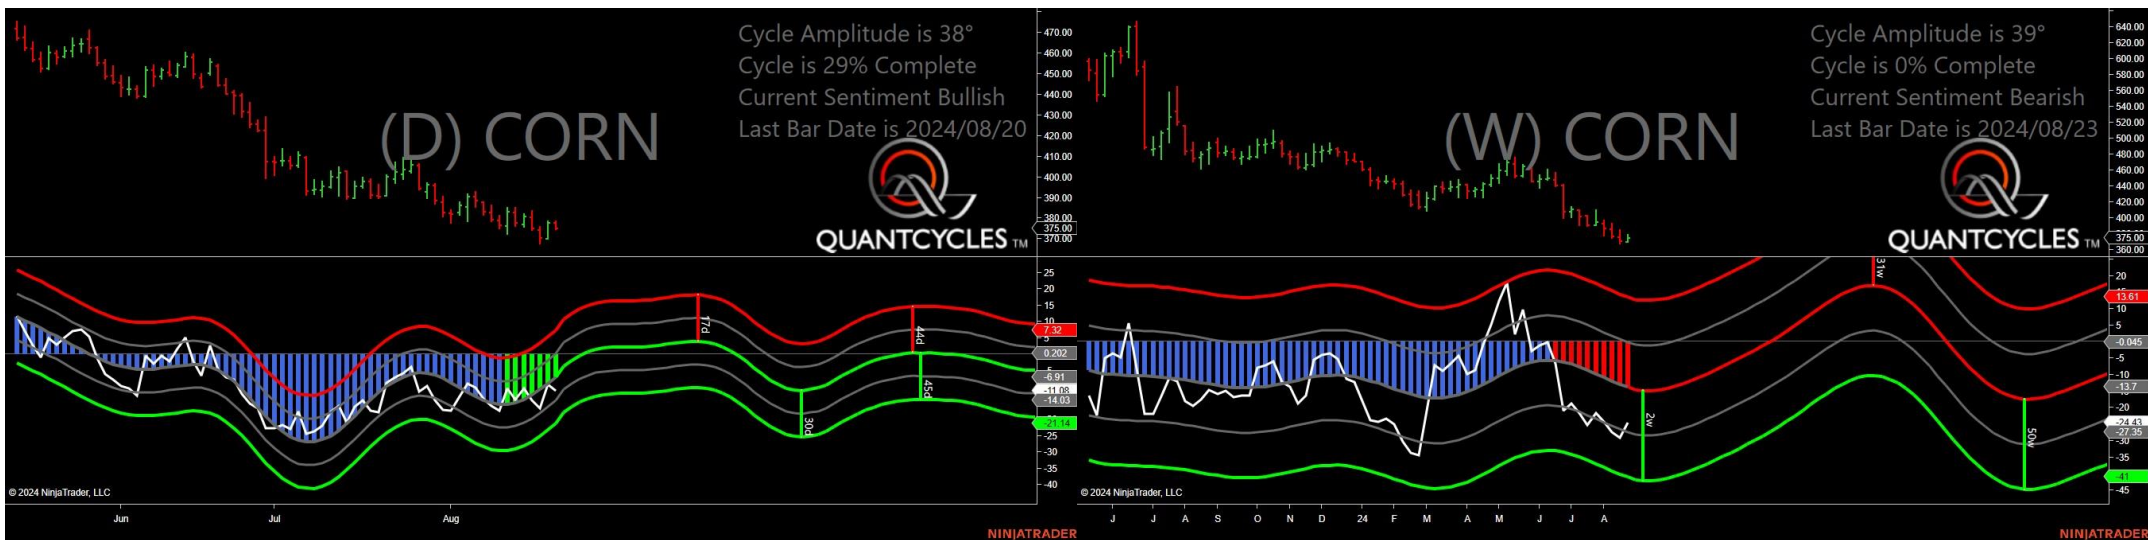 Cycle Amplitude is 38°
Cycle is 29% Complete
Current Sentiment Bullish
Last Bar Date is 2024/08/20
(D) CORN
QUANTCYCLES TM
470.00
460.00
450.00
440.00
430.00
420.00
410.00
400.00
390.00
380.00
375.00
370.00
25
20
15
10
7.32
5
0.202
-6.91
-11.08
-14.03
-21.14
-25
-30
-35
-40
17d
30d
44d
45d
© 2024 NinjaTrader, LLC
Jun
Jul
Aug
NINJATRADER
Cycle Amplitude is 39°
Cycle is 0% Complete
Current Sentiment Bearish
Last Bar Date is 2024/08/23
(W) CORN
QUANTCYCLES TM
640.00
620.00
600.00
580.00
560.00
540.00
520.00
500.00
480.00
460.00
440.00
420.00
400.00
375.00
360.00
20
13.61
10
5
-0.045
-5
-10
-13.7
-20
-24.43
-27.35
-30
-35
-41
-45
31w
2w
50w
© 2024 NinjaTrader, LLC
J
J
A
S
O
N
D
24
F
M
A
M
J
J
A
NINJATRADER